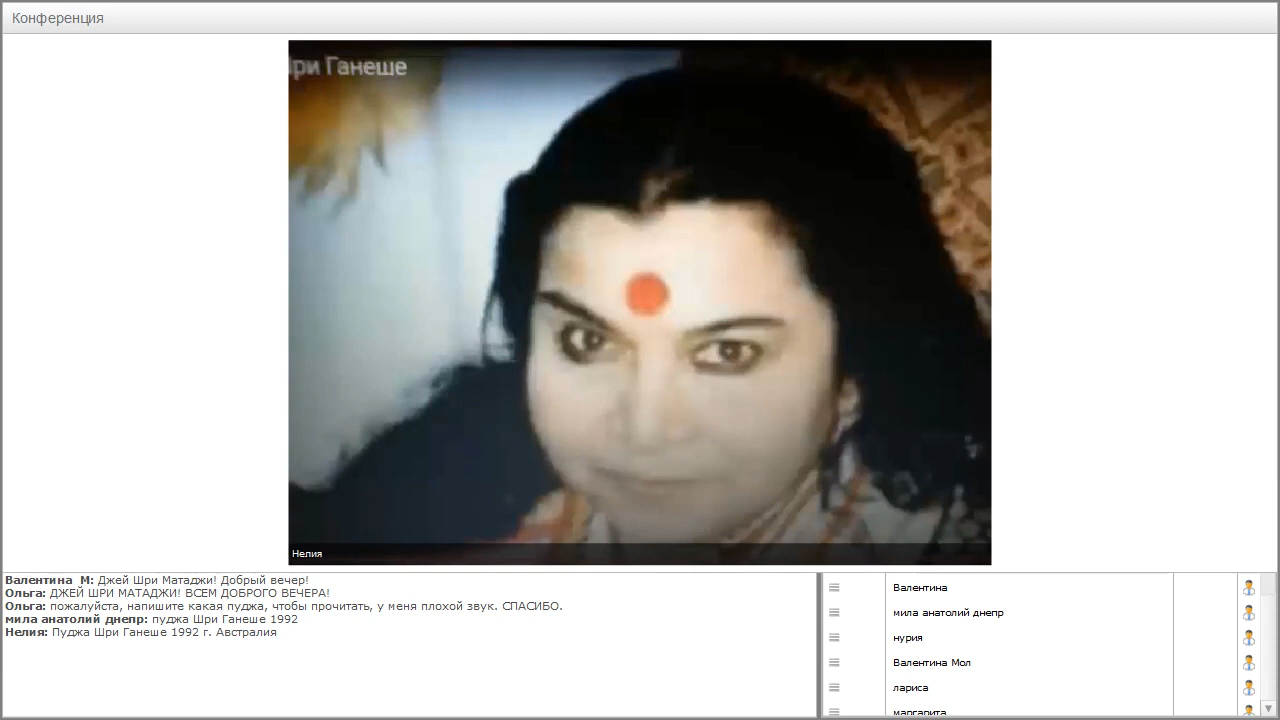 Конференция
ри Ганеше
Нелия
Валентина М: Джей Шри Матаджи! Добрый вечер!
Ольга: ДЖЕЙ ШРИ МАТАДЖИ! ВСЕМ ДОБРОГО ВЕЧЕРА!
Ольга: пожалуйста, напишите какая пуджа, чтобы прочитать, у меня плохой звук. СПАСИБО.
мила анатолий днепр: пуджа Шри Ганеше 1992
Нелия: Пуджа Шри Ганеше 1992 г. Австралия
Валентина
мила анатолий днепр
нурия
Валентина Мол
лариса
маргарита